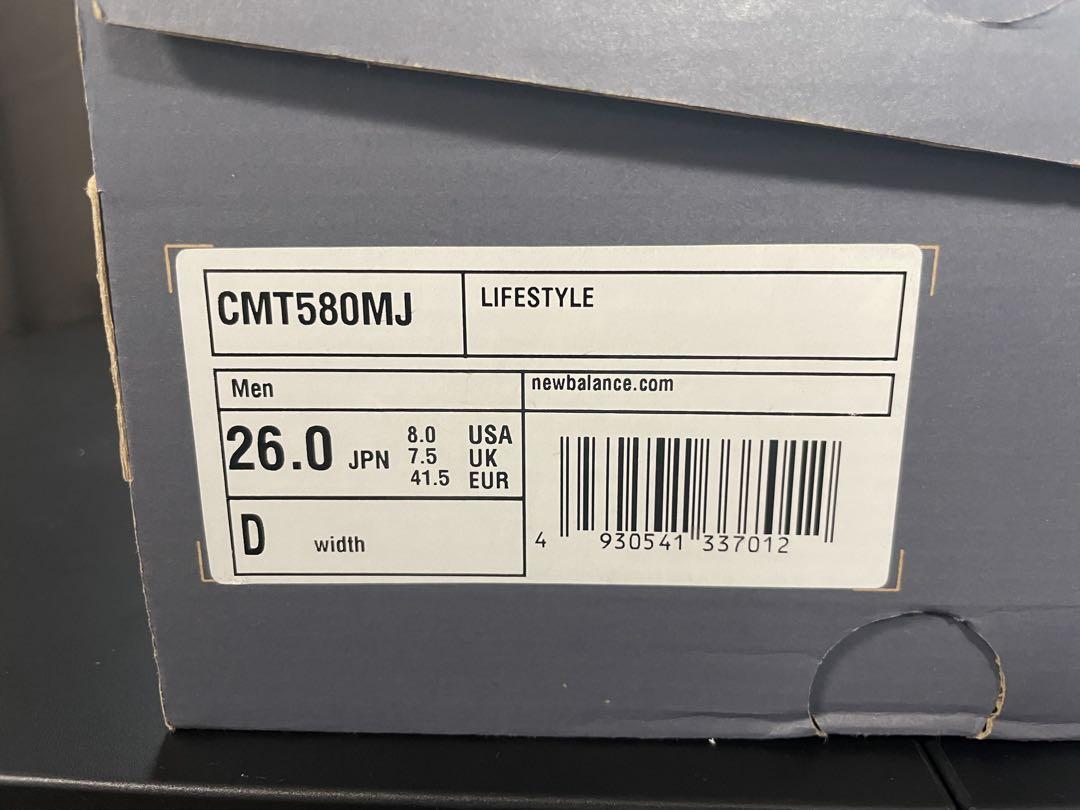 CMT580MJ
LIFESTYLE
Men
newbalance.com
26.0 JPN
8.0 USA
7.5 UK
41.5 EUR
D width
4 930541 337012